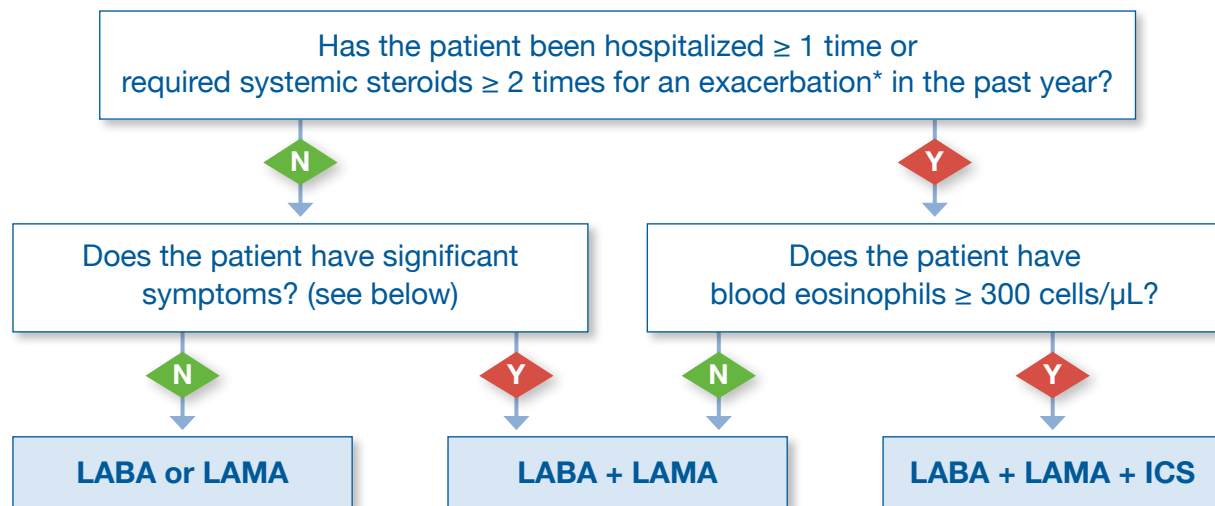 Has the patient been hospitalized ≥ 1 time or
required systemic steroids ≥ 2 times for an exacerbation* in the past year?
N
Y
Does the patient have significant
symptoms? (see below)
Does the patient have
blood eosinophils ≥ 300 cells/µL?
N
Y
N
Y
LABA or LAMA
LABA + LAMA
LABA + LAMA + ICS